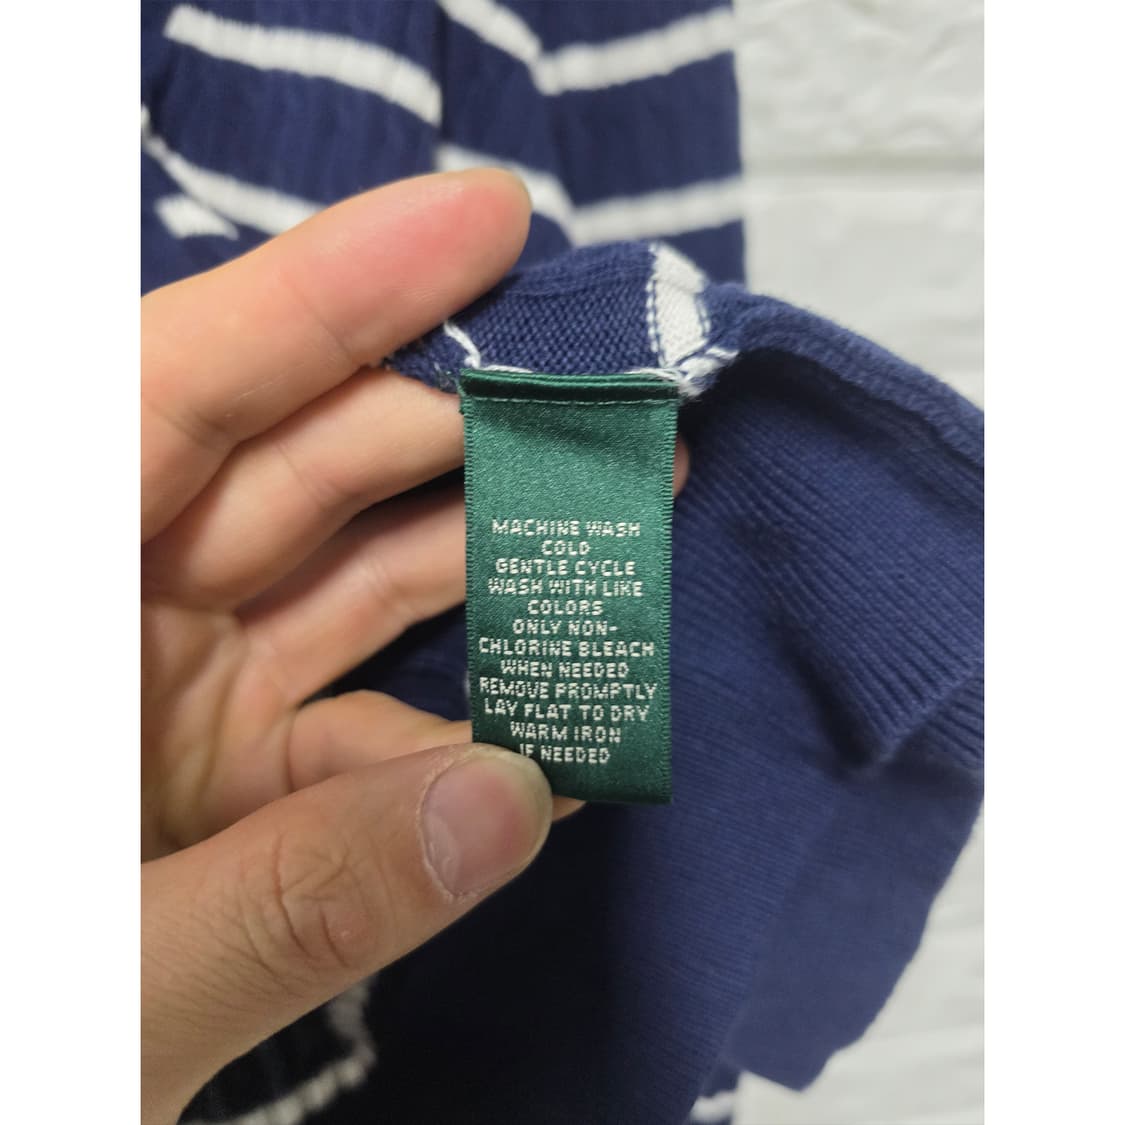 MACHINE WASH
COLD
GENTLE CYCLE
WASH WITH LIKE
COLORS
ONLY NON-
CHLORINE BLEACH
WHEN NEEDED
REMOVE PROMPTLY
LAY FLAT TO DRY
WARM IRON
IF NEEDED